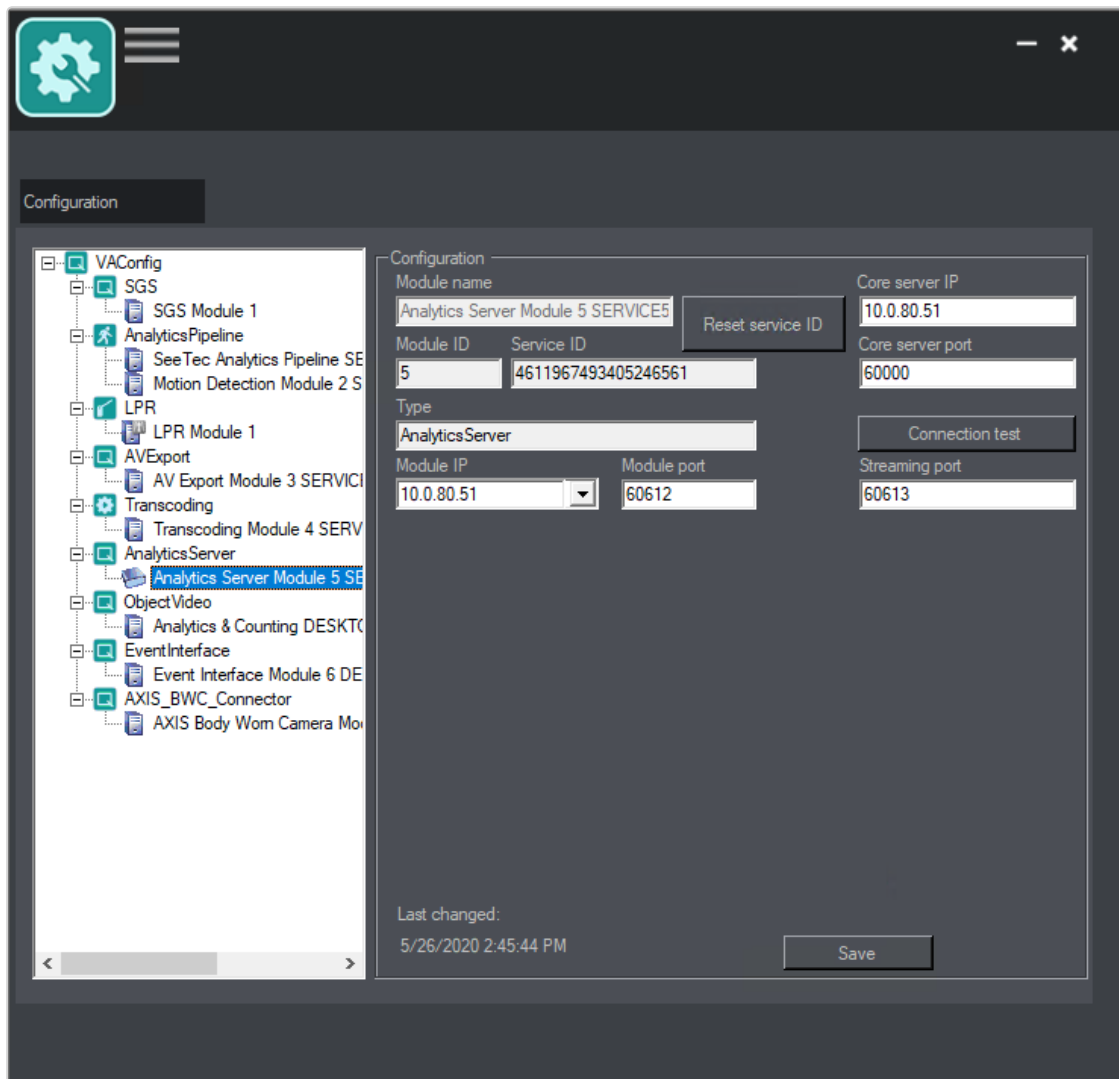 Configuration
VAConfig
SGS
SGS Module 1
AnalyticsPipeline
SeeTec Analytics Pipeline SE
Motion Detection Module 2 S
LPR
LPR Module 1
AVExport
AV Export Module 3 SERVICE
Transcoding
Transcoding Module 4 SERV
AnalyticsServer
Analytics Server Module 5 SE
ObjectVideo
Analytics & Counting DESKTO
EventInterface
Event Interface Module 6 DE
AXIS_BWC_Connector
AXIS Body Worn Camera Mo
Configuration
Module name
Analytics Server Module 5 SERVICE5
Reset service ID
Core server IP
10.0.80.51
Module ID
Service ID
Core server port
5
4611967493405246561
60000
Type
AnalyticsServer
Connection test
Module IP
Module port
Streaming port
10.0.80.51
60612
60613
Last changed:
5/26/2020 2:45:44 PM
Save